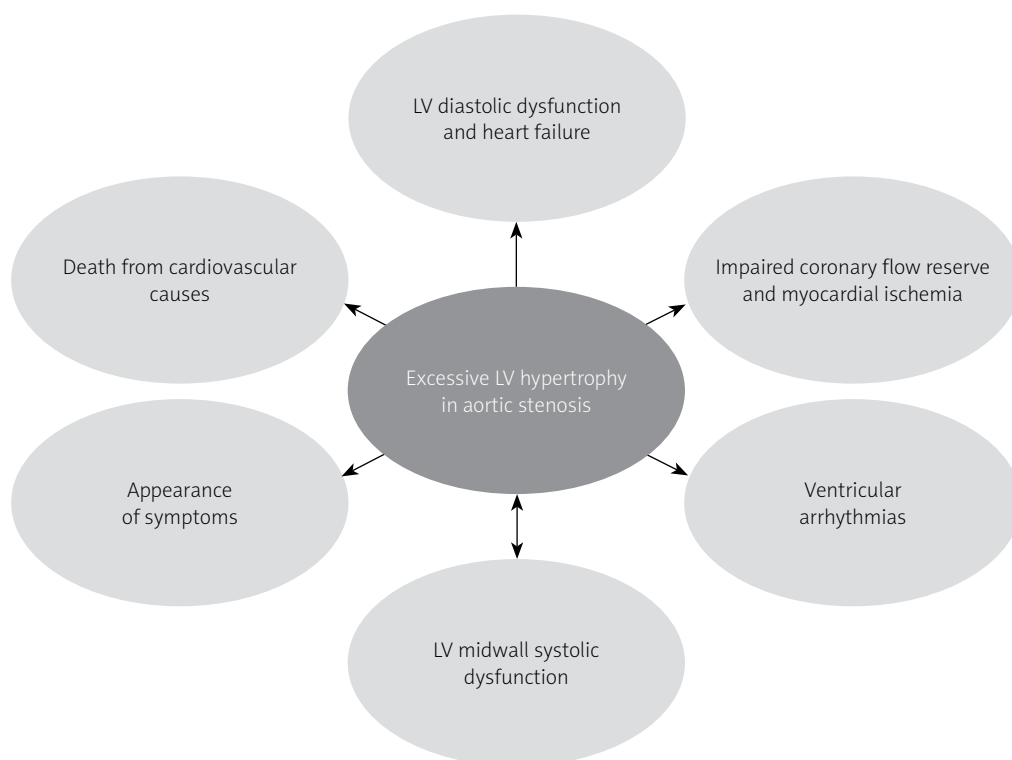 LV diastolic dysfunction
and heart failure
Death from cardiovascular
causes
Impaired coronary flow reserve
and myocardial ischemia
Excessive LV hypertrophy
in aortic stenosis
Appearance
of symptoms
Ventricular
arrhythmias
LV midwall systolic
dysfunction